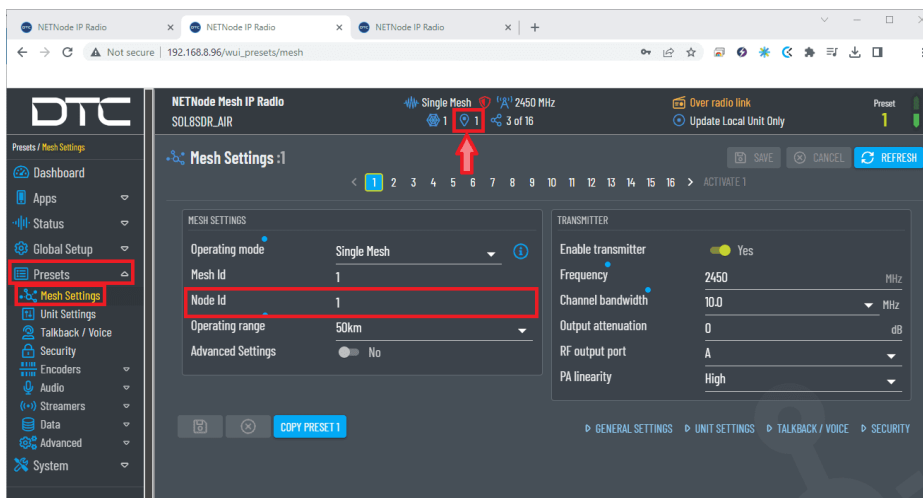 NETNode IP Radio
NETNode IP Radio
NETNode IP Radio
Not secure 192.168.8.96/wui_presets/mesh
DTC
NETNode Mesh IP Radio
Single Mesh 2450 MHz
Over radio link
Preset
SOL8SDR_AIR
1 1 3 of 16
Update Local Unit Only
1
Presets / Mesh Settings
Mesh Settings :1
SAVE CANCEL REFRESH
< 1 2 3 4 5 6 7 8 9 10 11 12 13 14 15 16 > ACTIVATE 1
Dashboard
Apps
Status
Global Setup
Presets
Mesh Settings
Unit Settings
Talkback / Voice
Security
Encoders
Audio
Streamers
Data
Advanced
System
MESH SETTINGS
Operating mode Single Mesh
Mesh Id 1
Node Id 1
Operating range 50km
Advanced Settings No
TRANSMITTER
Enable transmitter Yes
Frequency 2450 MHz
Channel bandwidth 10.0 MHz
Output attenuation 0 dB
RF output port A
PA linearity High
COPY PRESET 1
GENERAL SETTINGS UNIT SETTINGS TALKBACK / VOICE SECURITY